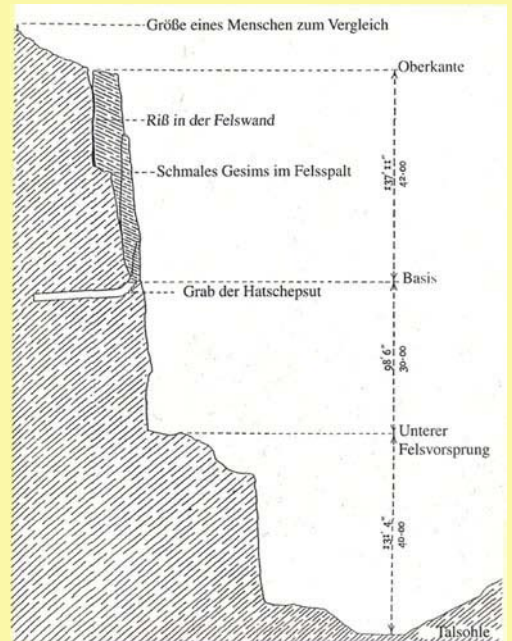 Größe eines Menschen zum Vergleich
Oberkante
Riß in der Felswand
Schmales Gesims im Felsspalt
137' 11"
42·00
Basis
Grab der Hatschepsut
98' 6"
30·00
Unterer
Felsvorsprung
131' 4"
40·00
Talsohle